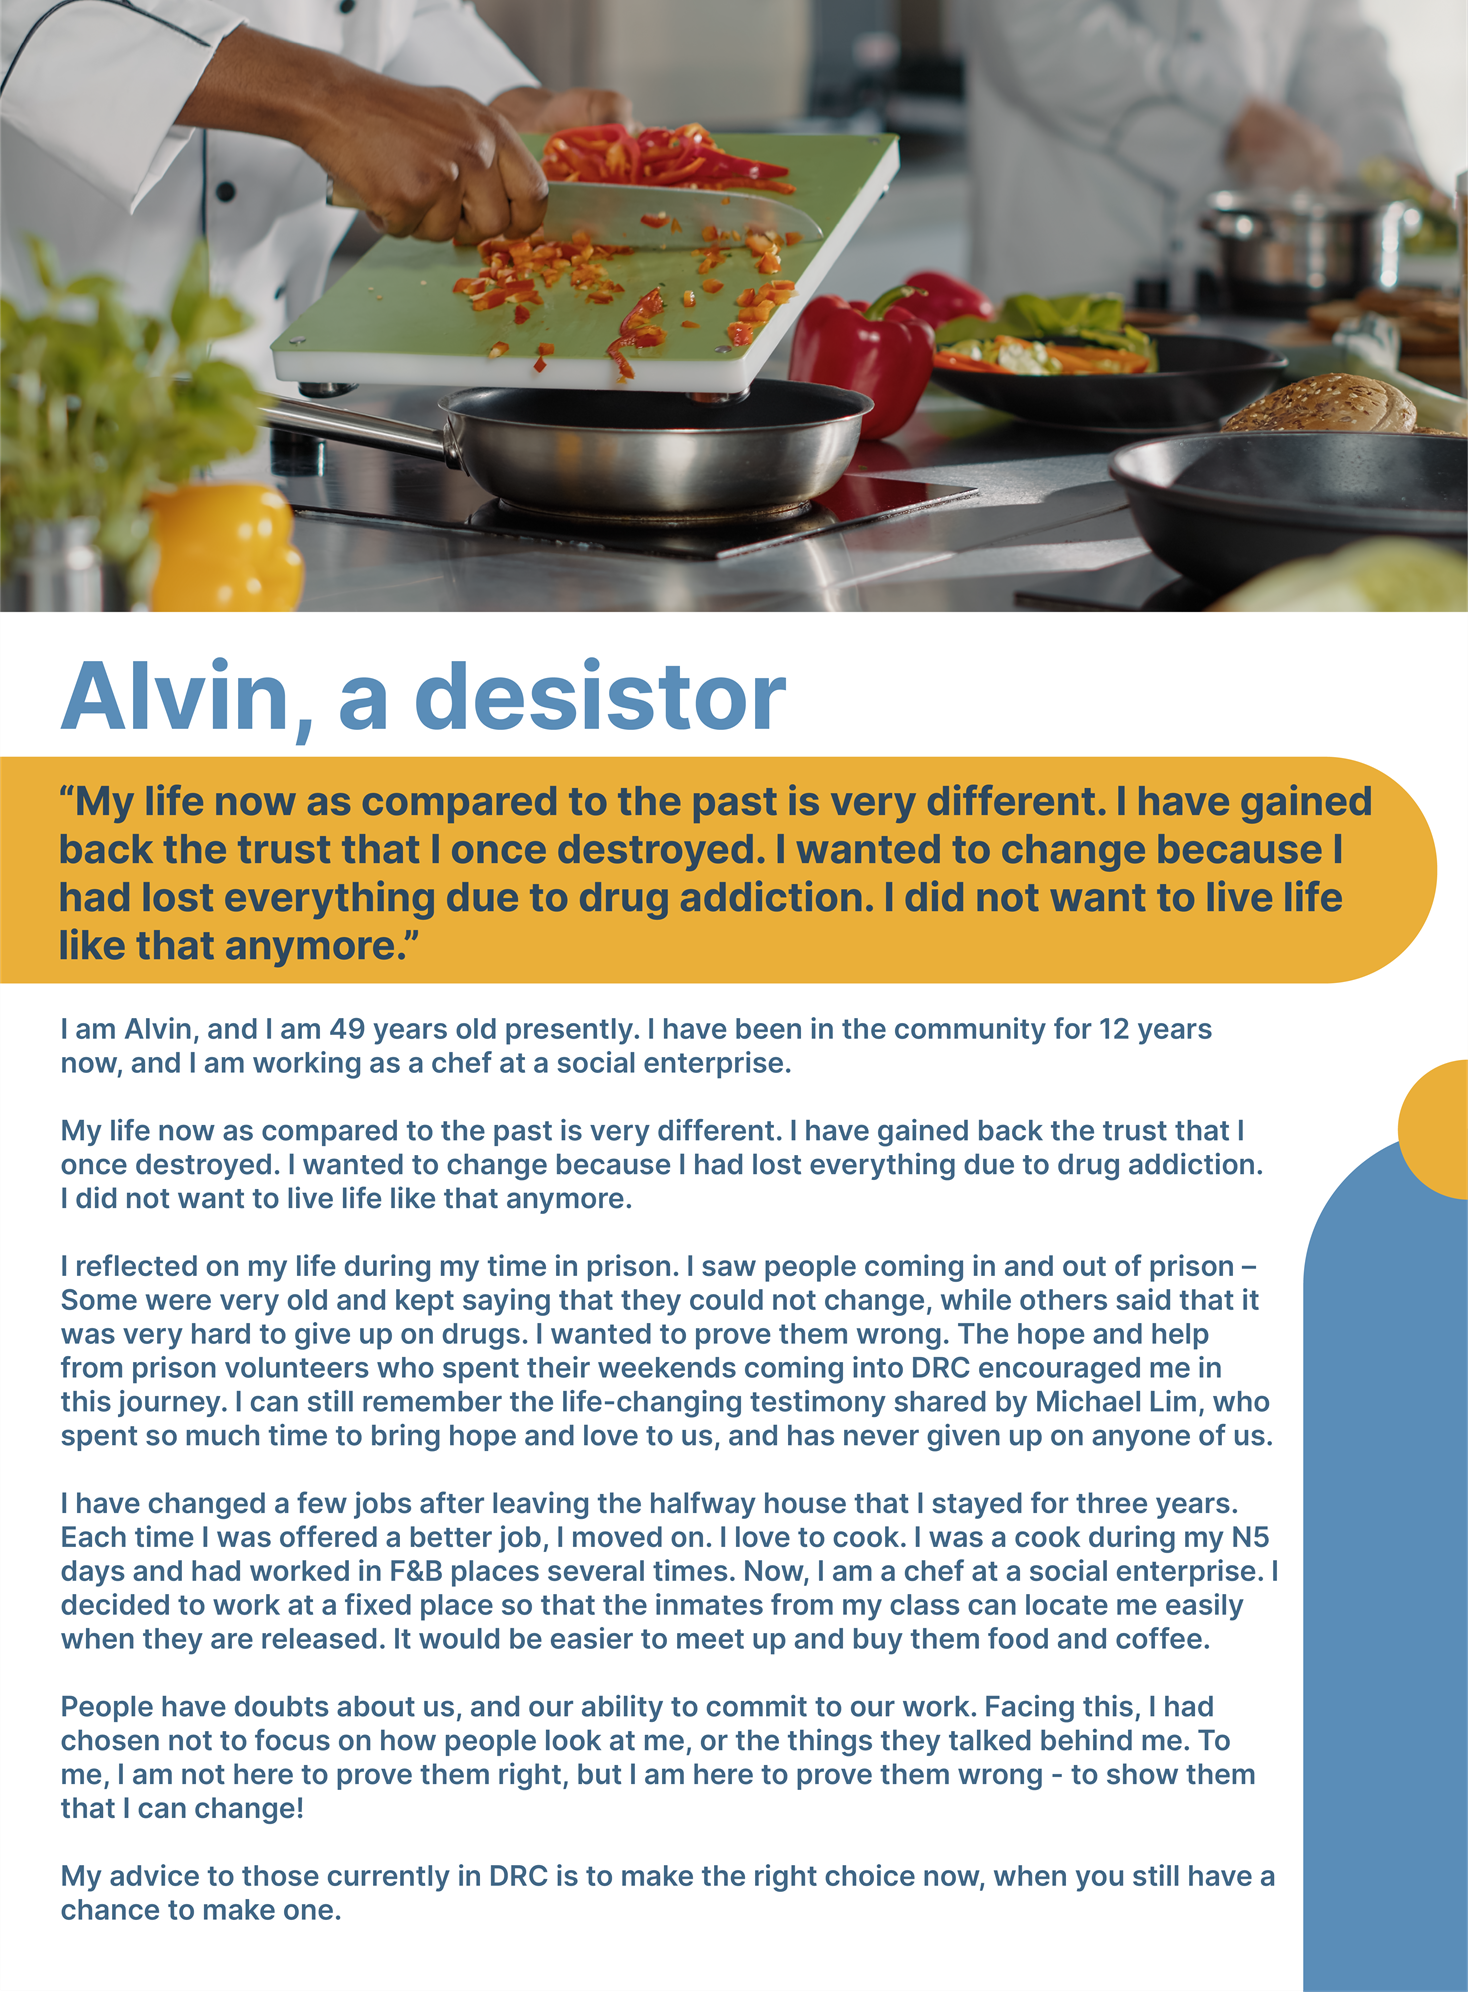 Alvin, a desistor
“My life now as compared to the past is very different. I have gained
back the trust that I once destroyed. I wanted to change because I
had lost everything due to drug addiction. I did not want to live life
like that anymore.”
I am Alvin, and I am 49 years old presently. I have been in the community for 12 years
now, and I am working as a chef at a social enterprise.
My life now as compared to the past is very different. I have gained back the trust that I
once destroyed. I wanted to change because I had lost everything due to drug addiction.
I did not want to live life like that anymore.
I reflected on my life during my time in prison. I saw people coming in and out of prison –
Some were very old and kept saying that they could not change, while others said that it
was very hard to give up on drugs. I wanted to prove them wrong. The hope and help
from prison volunteers who spent their weekends coming into DRC encouraged me in
this journey. I can still remember the life-changing testimony shared by Michael Lim, who
spent so much time to bring hope and love to us, and has never given up on anyone of us.
I have changed a few jobs after leaving the halfway house that I stayed for three years.
Each time I was offered a better job, I moved on. I love to cook. I was a cook during my N5
days and had worked in F&B places several times. Now, I am a chef at a social enterprise. I
decided to work at a fixed place so that the inmates from my class can locate me easily
when they are released. It would be easier to meet up and buy them food and coffee.
People have doubts about us, and our ability to commit to our work. Facing this, I had
chosen not to focus on how people look at me, or the things they talked behind me. To
me, I am not here to prove them right, but I am here to prove them wrong - to show them
that I can change!
My advice to those currently in DRC is to make the right choice now, when you still have a
chance to make one.